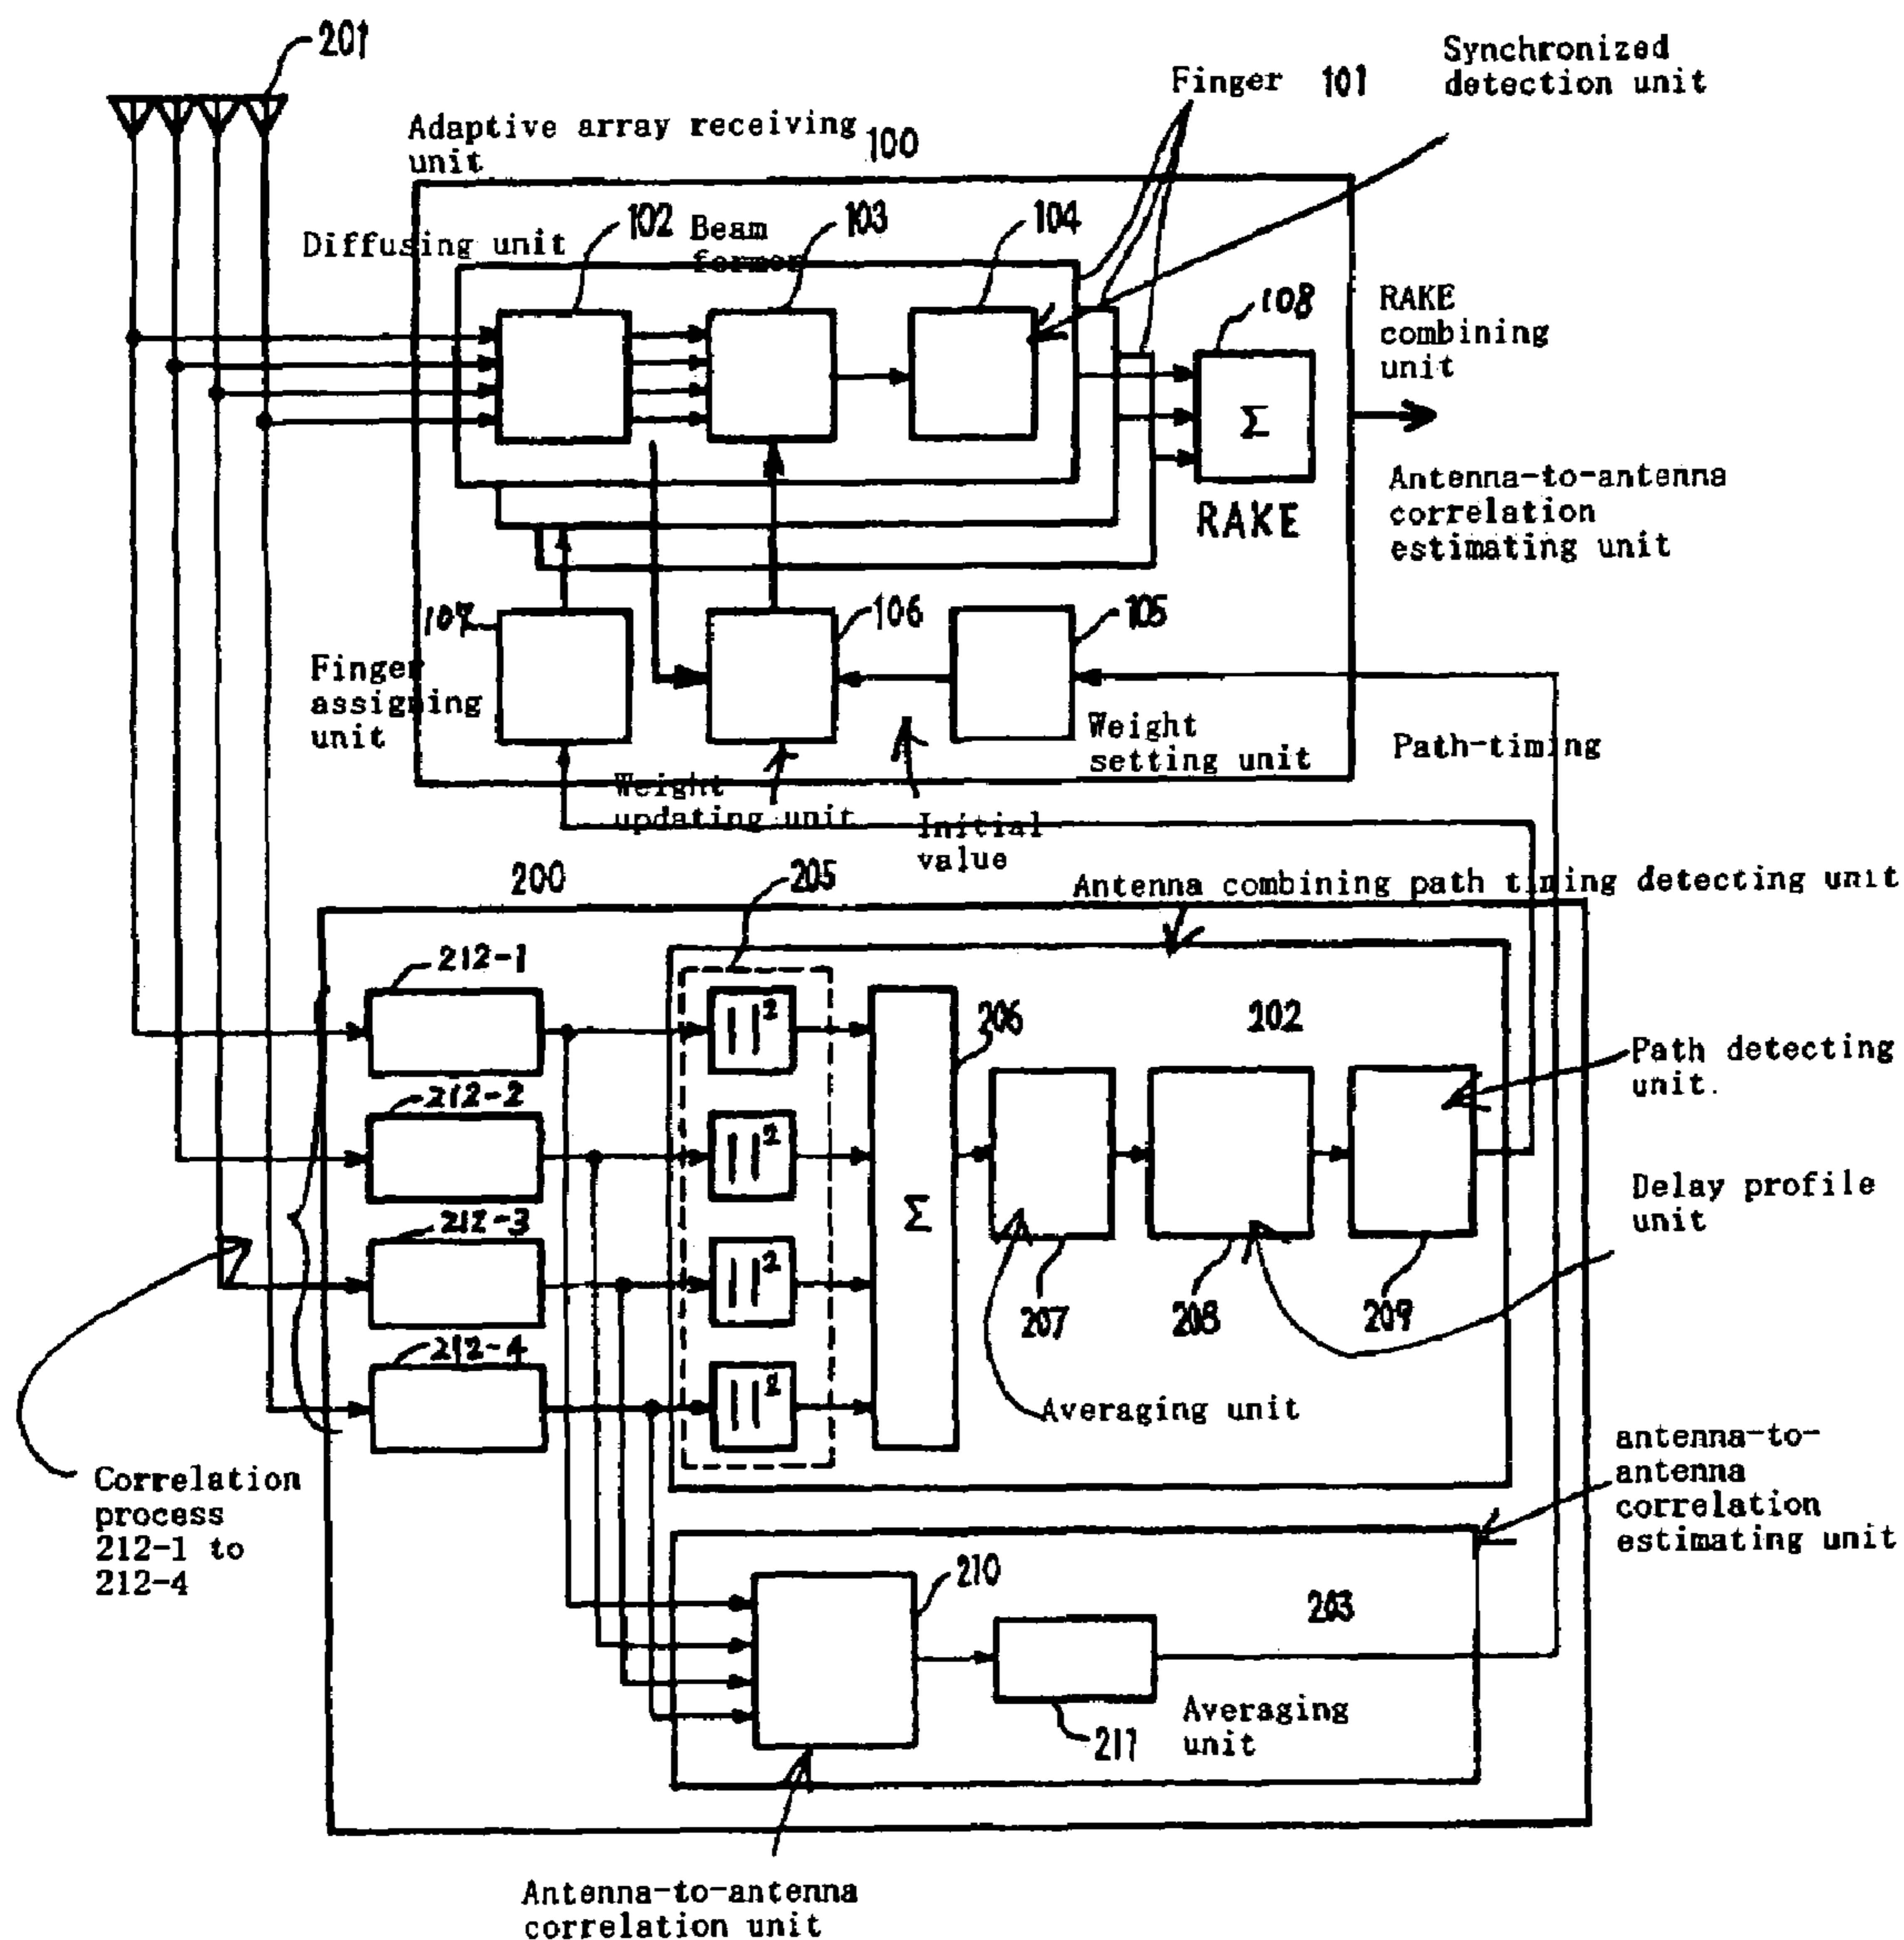 201
Synchronized
detection unit
Finger 101
Adaptive array receiving
unit
100
102
Beam
former
103
104
Diffusing unit
108
RAKE
combining
unit
Σ
RAKE
Antenna-to-antenna
correlation
estimating unit
107
106
105
Finger
assigning
unit
Weight
setting unit
Path-timing
Weight
updating unit
Initial
value
200
205
Antenna combining path timing detecting unit
212-1
||²
206
202
Path detecting
unit.
212-2
||²
Delay profile
unit
212-3
||²
Σ
207
208
209
212-4
||²
Averaging unit
Correlation
process
212-1 to
212-4
antenna-to-
antenna
correlation
estimating unit
210
203
211
Averaging
unit
Antenna-to-antenna
correlation unit